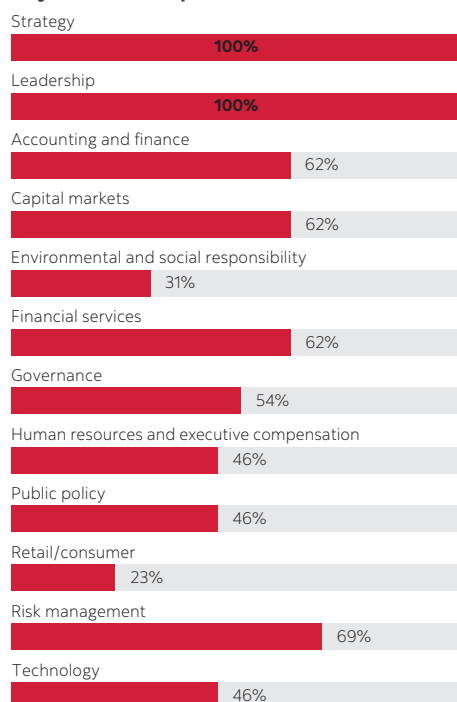 Strategy
100%
Leadership
100%
Accounting and finance
62%
Capital markets
62%
Environmental and social responsibility
31%
Financial services
62%
Governance
54%
Human resources and executive compensation
46%
Public policy
46%
Retail/consumer
23%
Risk management
69%
Technology
46%